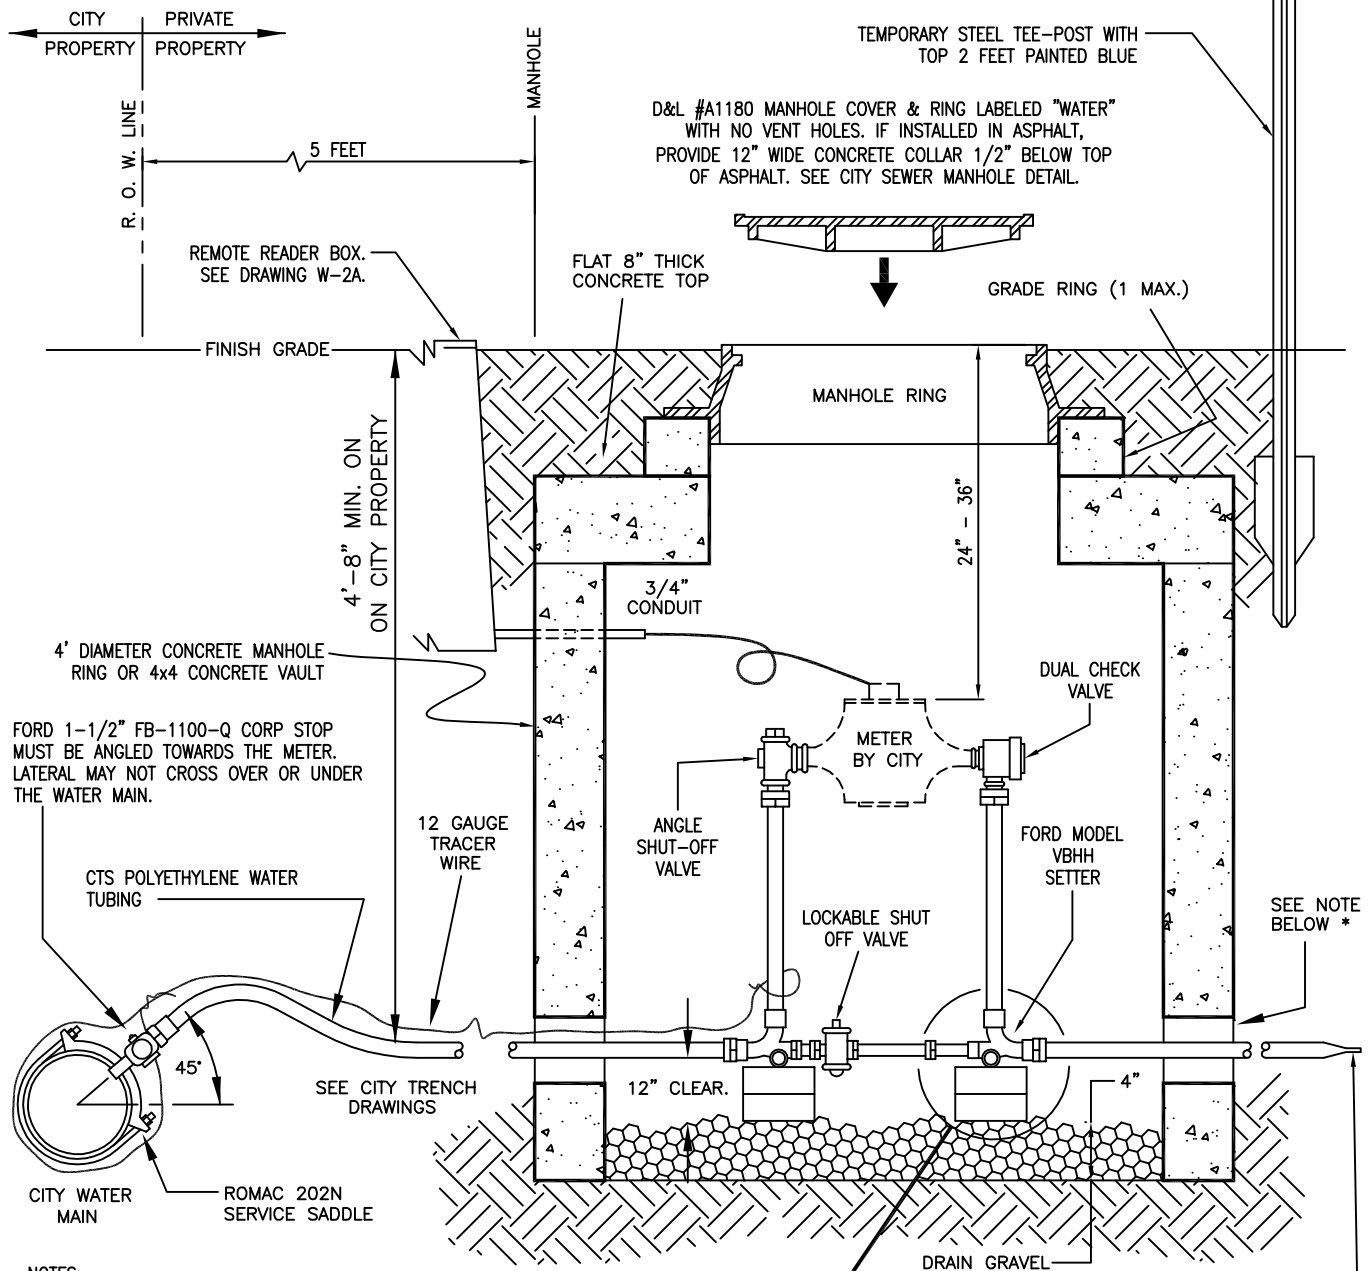 CITY PRIVATE
PROPERTY PROPERTY
R. O. W. LINE
5 FEET
MANHOLE
TEMPORARY STEEL TEE-POST WITH
TOP 2 FEET PAINTED BLUE
D&L #A1180 MANHOLE COVER & RING LABELED "WATER"
WITH NO VENT HOLES. IF INSTALLED IN ASPHALT,
PROVIDE 12" WIDE CONCRETE COLLAR 1/2" BELOW TOP
OF ASPHALT. SEE CITY SEWER MANHOLE DETAIL.
REMOTE READER BOX.
SEE DRAWING W-2A.
FLAT 8" THICK
CONCRETE TOP
GRADE RING (1 MAX.)
FINISH GRADE
MANHOLE RING
4'-8" MIN. ON
ON CITY PROPERTY
24" - 36"
3/4"
CONDUIT
4' DIAMETER CONCRETE MANHOLE
RING OR 4x4 CONCRETE VAULT
DUAL CHECK
VALVE
FORD 1-1/2" FB-1100-Q CORP STOP
MUST BE ANGLED TOWARDS THE METER.
LATERAL MAY NOT CROSS OVER OR UNDER
THE WATER MAIN.
METER
BY CITY
12 GAUGE
TRACER
WIRE
ANGLE
SHUT-OFF
VALVE
FORD MODEL
VBHH
SETTER
CTS POLYETHYLENE WATER
TUBING
LOCKABLE SHUT
OFF VALVE
SEE NOTE
BELOW *
45°
SEE CITY TRENCH
DRAWINGS
12" CLEAR.
4"
CITY WATER
MAIN
ROMAC 202N
SERVICE SADDLE
DRAIN GRAVEL
NOTES